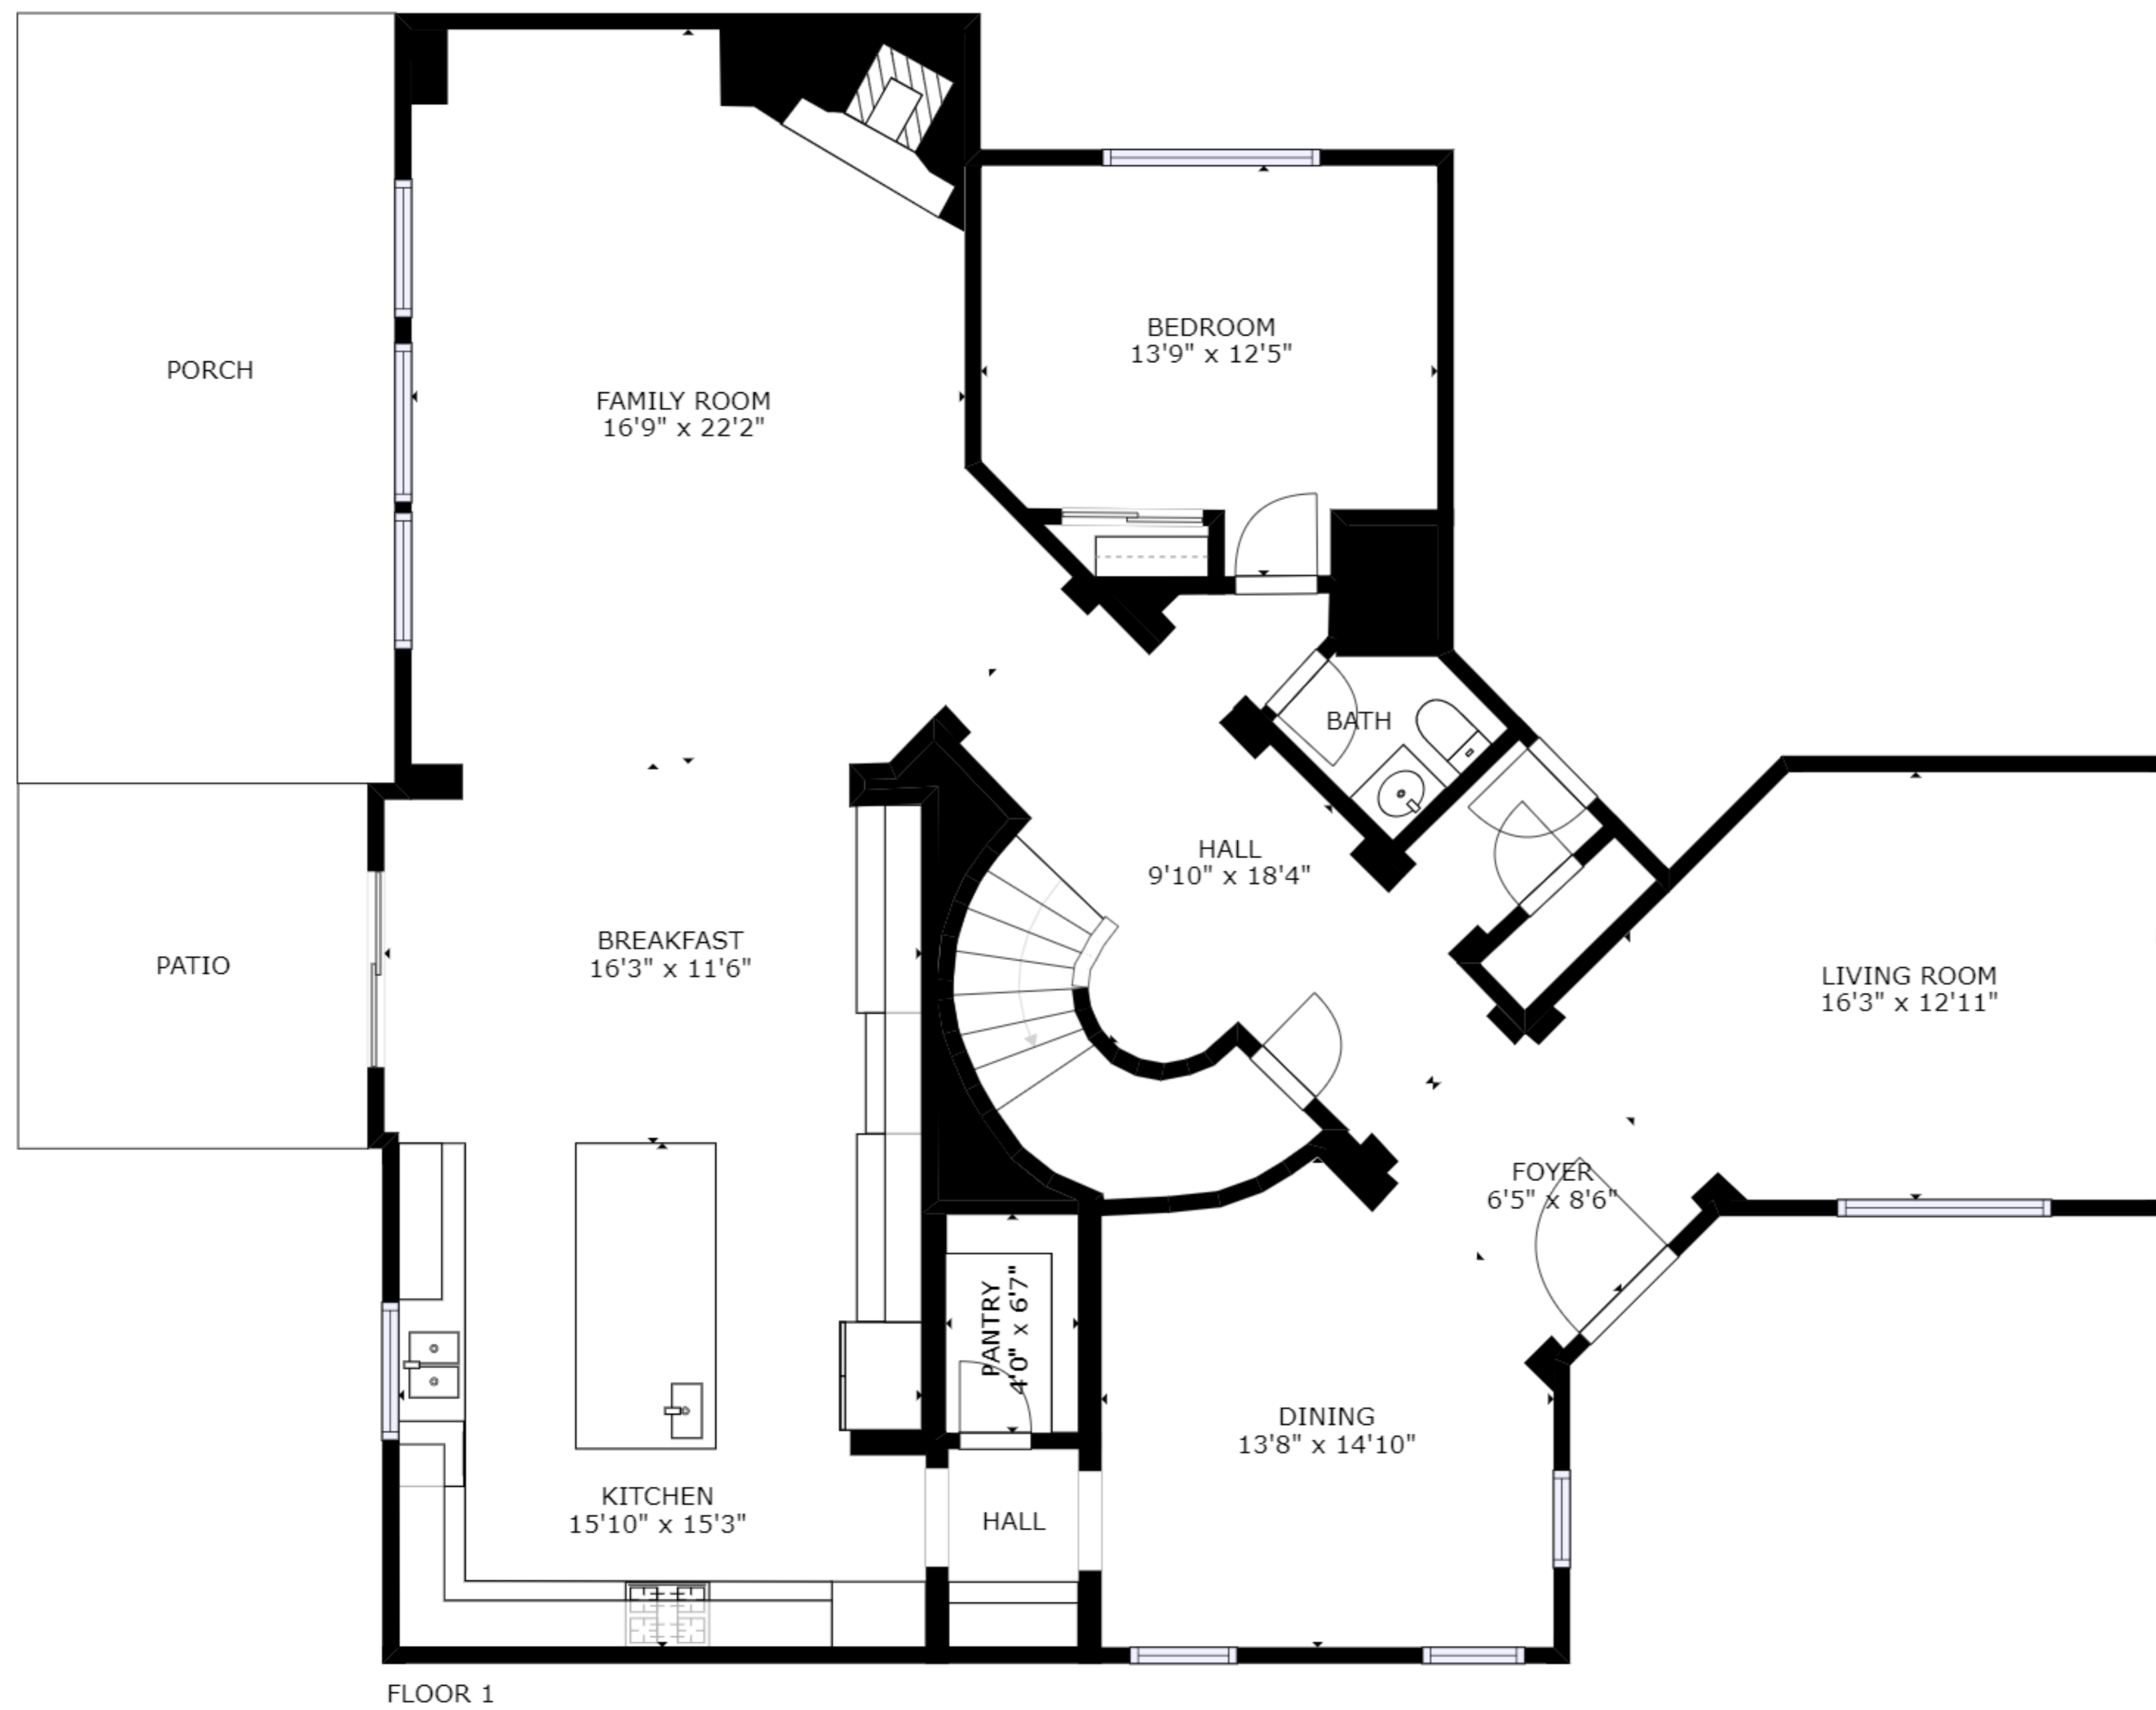 BEDROOM
13'9" x 12'5"
PORCH
FAMILY ROOM
16'9" x 22'2"
BATH
HALL
9'10" x 18'4"
BREAKFAST
16'3" x 11'6"
PATIO
LIVING ROOM
16'3" x 12'11"
FOYER
6'5" x 8'6"
PANTRY
4'0" x 6'7"
DINING
13'8" x 14'10"
KITCHEN
15'10" x 15'3"
HALL
FLOOR 1